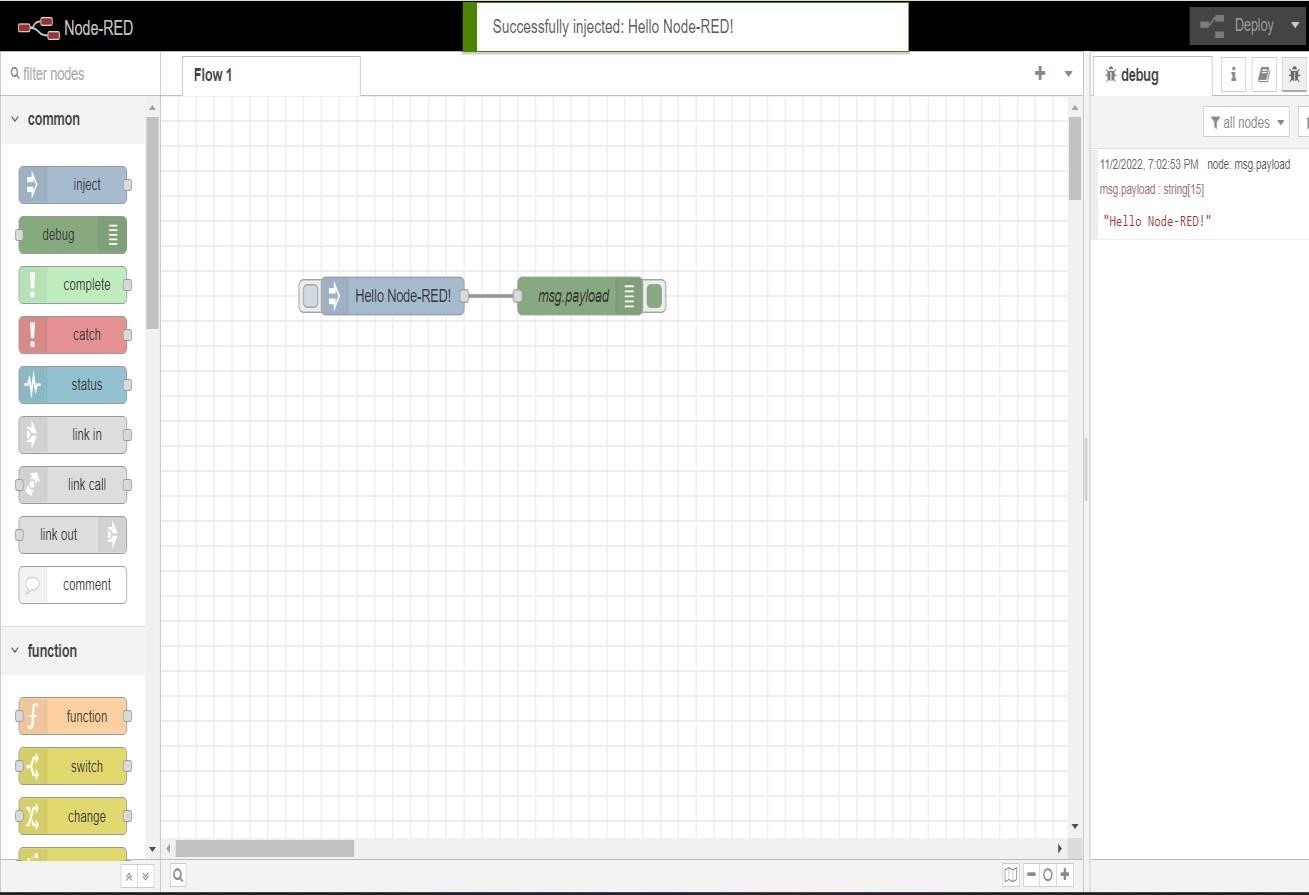 Node-RED
Successfully injected: Hello Node-RED!
Deploy
filter nodes
Flow 1
debug
common
all nodes
inject
debug
complete
catch
status
link in
link call
link out
comment
function
function
switch
change
Hello Node-RED!
msg.payload
11/2/2022, 7:02:53 PM node: msg.payload
msg.payload : string[15]
"Hello Node-RED!"